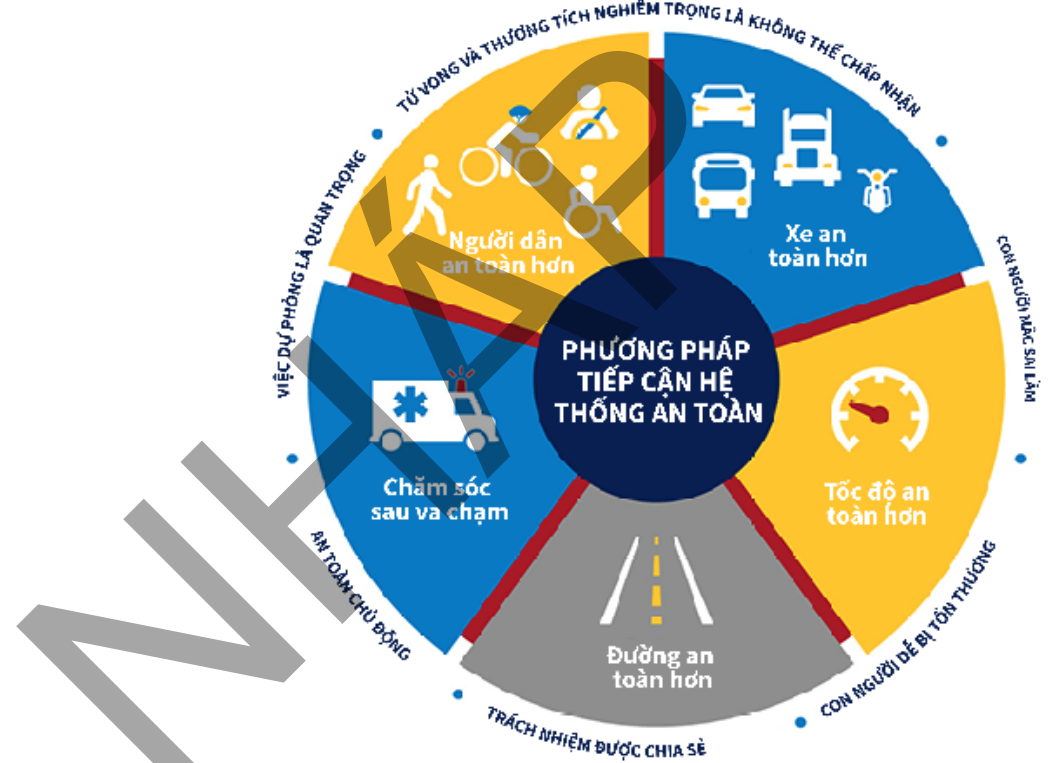 TỬ VONG VÀ THƯƠNG TÍCH NGHIÊM TRỌNG LÀ KHÔNG THỂ CHẤP NHẬN
CON NGƯỜI MẮC SAI LẦM
CON NGƯỜI DỄ BỊ TỔN THƯƠNG
TRÁCH NHIỆM ĐƯỢC CHIA SẺ
AN TOÀN CHỦ ĐỘNG
VIỆC DỰ PHÒNG LÀ QUAN TRỌNG
Người dân
an toàn hơn
Xe an
toàn hơn
PHƯƠNG PHÁP
TIẾP CẬN HỆ
THỐNG AN TOÀN
Tốc độ an
toàn hơn
Chăm sóc
sau va chạm
Đường an
toàn hơn
NHÁP